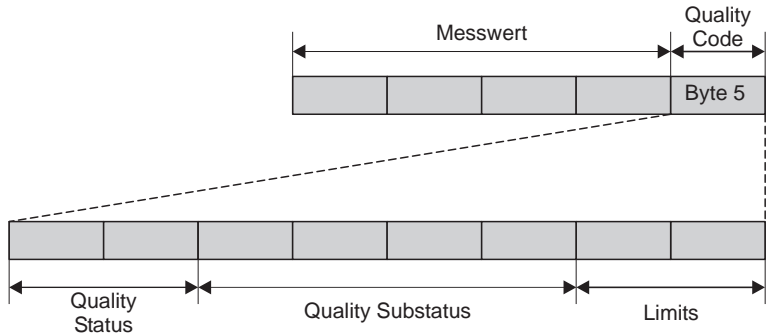 Messwert
Quality
Code
Byte 5
Quality
Status
Quality Substatus
Limits